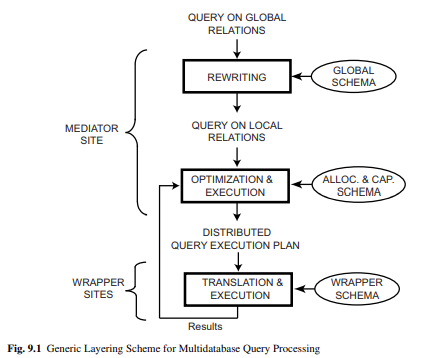 QUERY ON GLOBAL
RELATIONS
REWRITING
GLOBAL
SCHEMA
MEDIATOR
SITE
QUERY ON LOCAL
RELATIONS
OPTIMIZATION &
EXECUTION
ALLOC. & CAP.
SCHEMA
DISTRIBUTED
QUERY EXECUTION PLAN
WRAPPER
SITES
TRANSLATION &
EXECUTION
WRAPPER
SCHEMA
Results
Fig. 9.1 Generic Layering Scheme for Multidatabase Query Processing